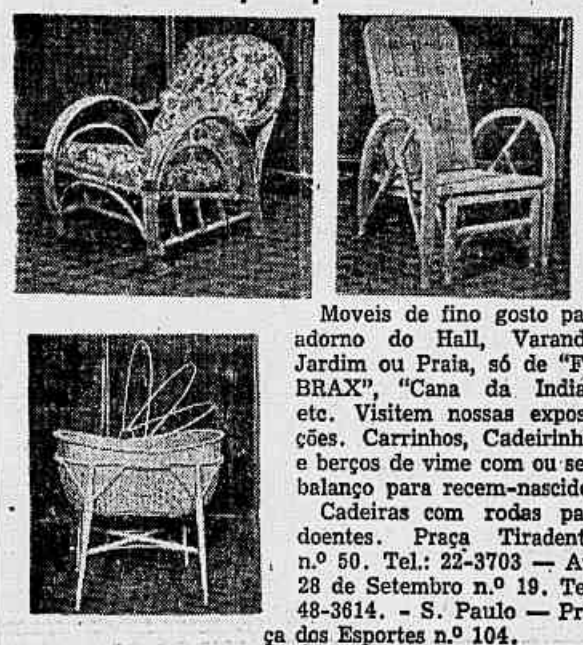 Moveis de fino gosto pa
adorno do Hall, Varand
Jardim ou Praia, só de “F
BRAX”, “Cana da India
etc. Visitem nossas expos
ções. Carrinhos, Cadeirinh
e berços de vime com ou se
balanço para recem-nascid
Cadeiras com rodas pa
doentes. Praça Tiradent
n.º 50. Tel.: 22-3703 — A
28 de Setembro n.º 19. Te
48-3614. - S. Paulo — Pr
ça dos Esportes n.º 104.